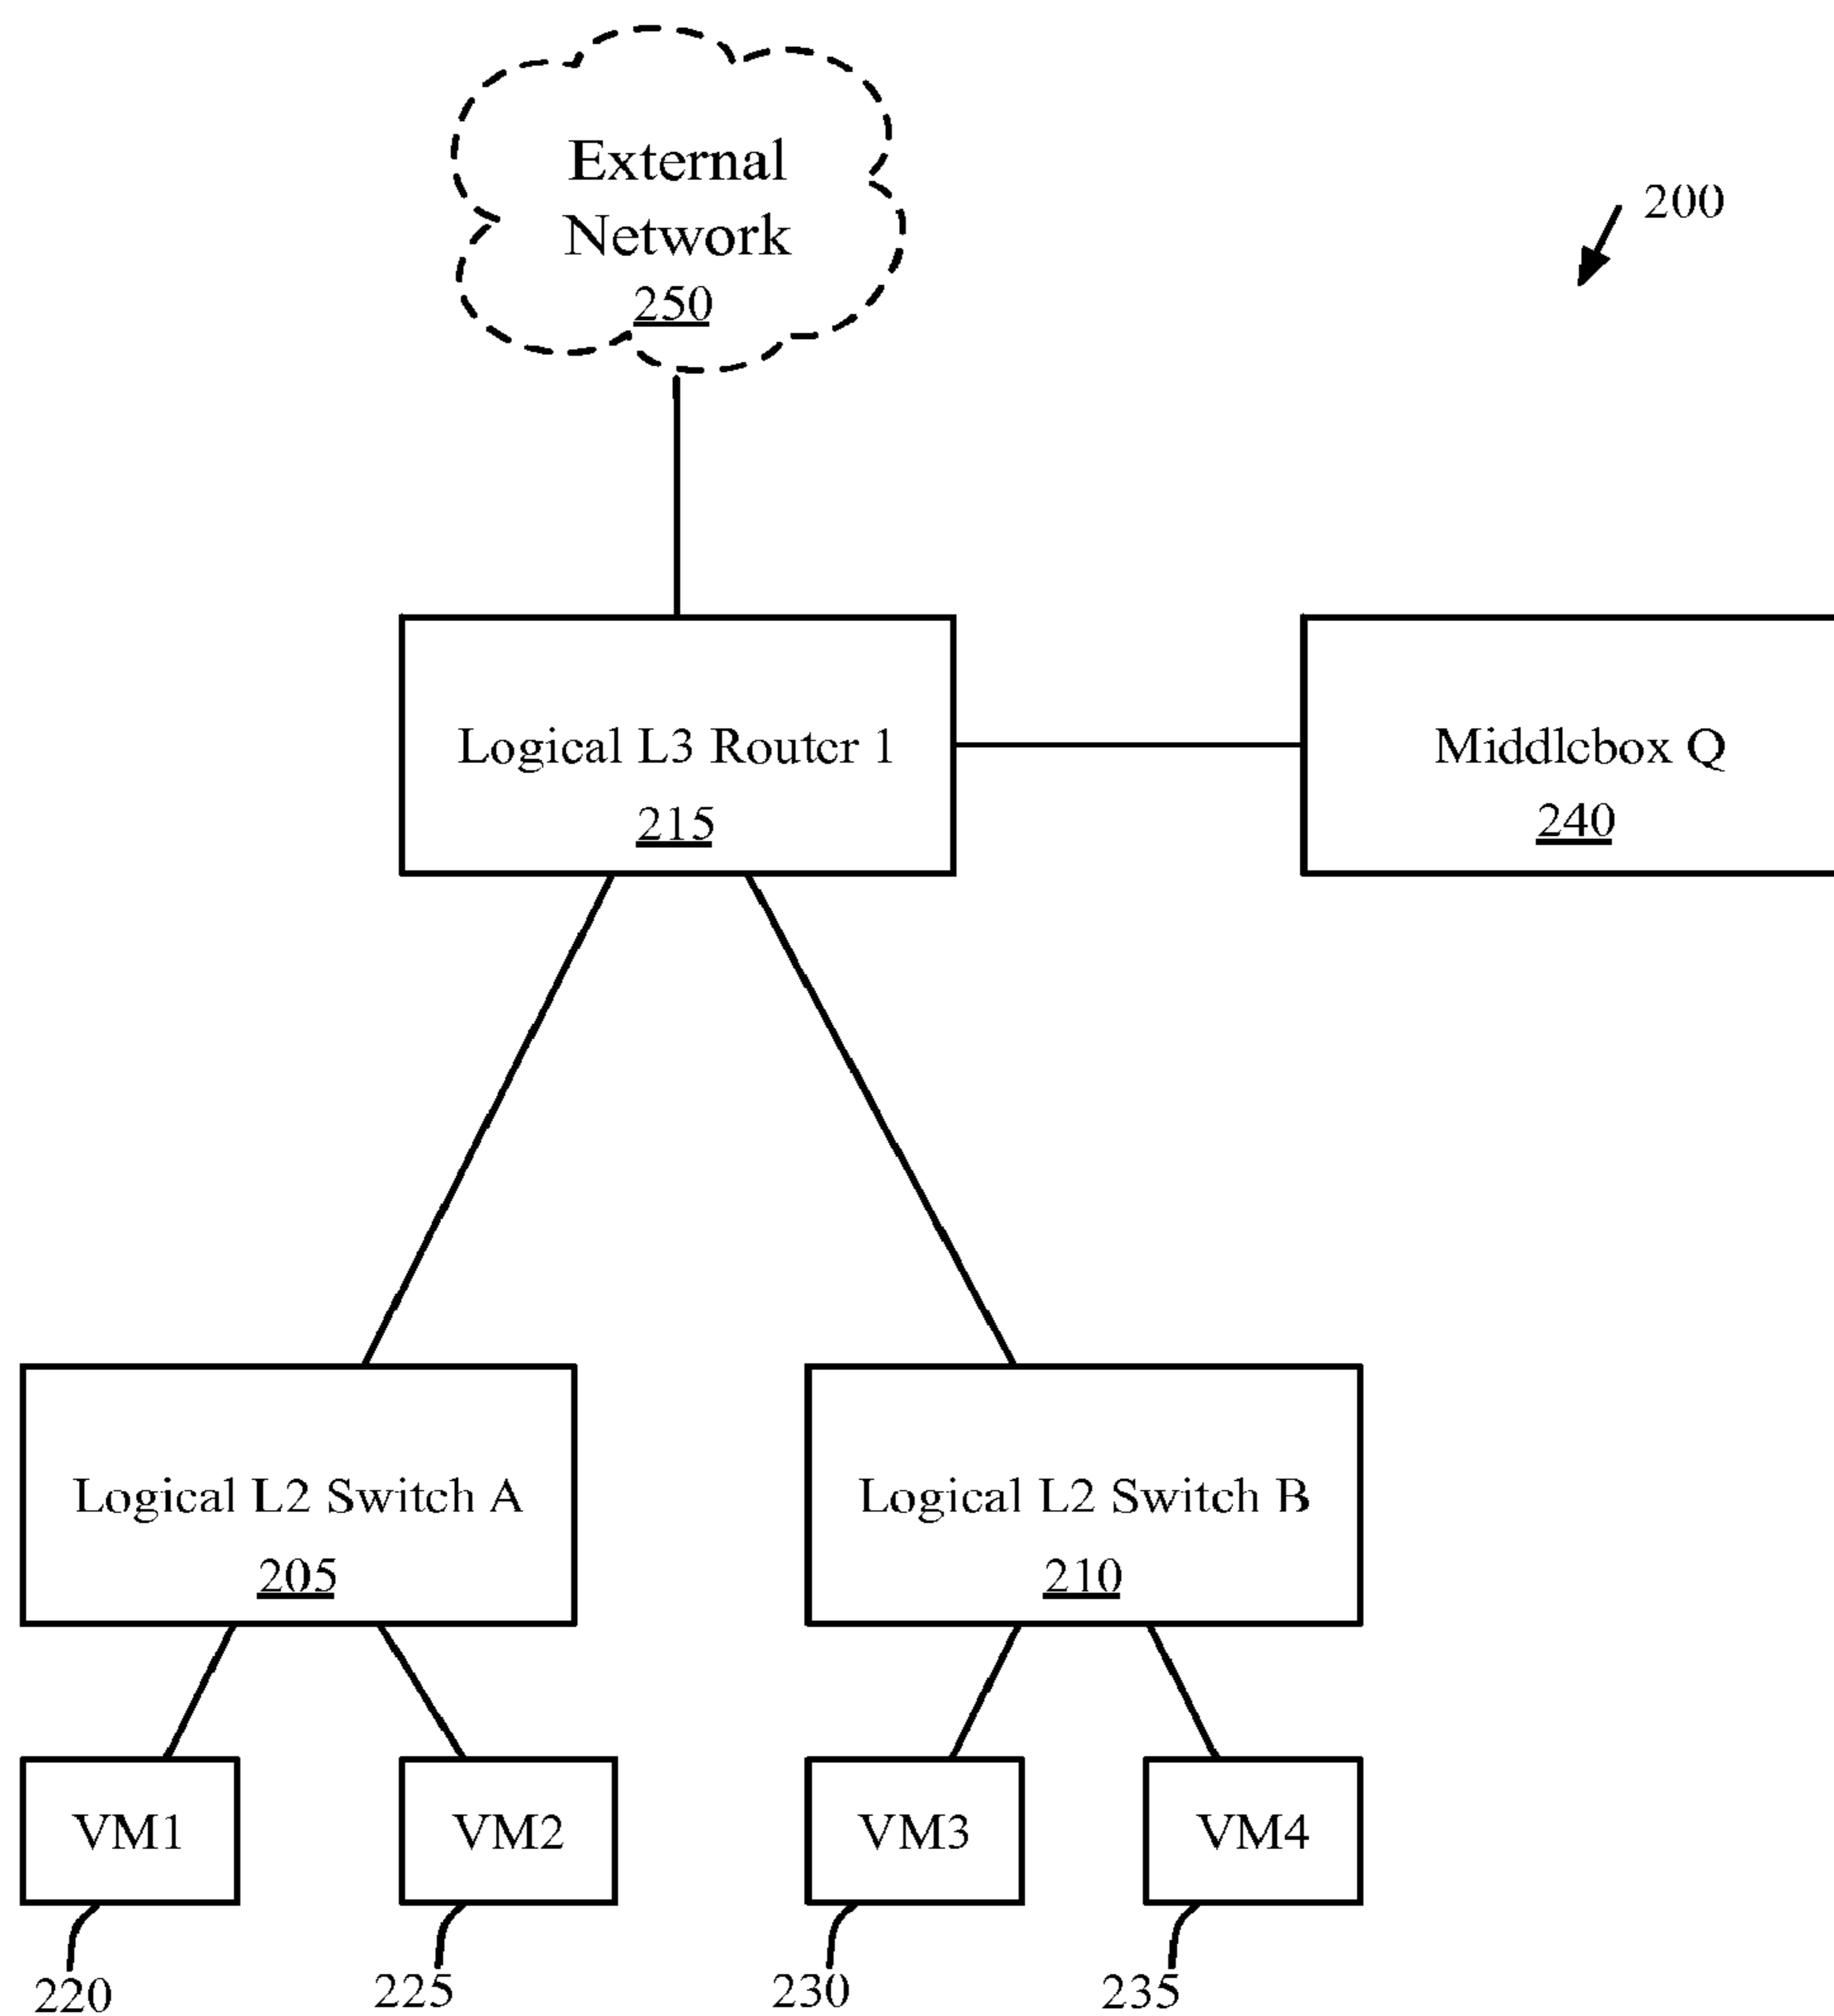 External
Network
250
200
Logical L3 Router 1
215
Middlebox Q
240
Logical L2 Switch A
205
Logical L2 Switch B
210
VM1
VM2
VM3
VM4
220
225
230
235